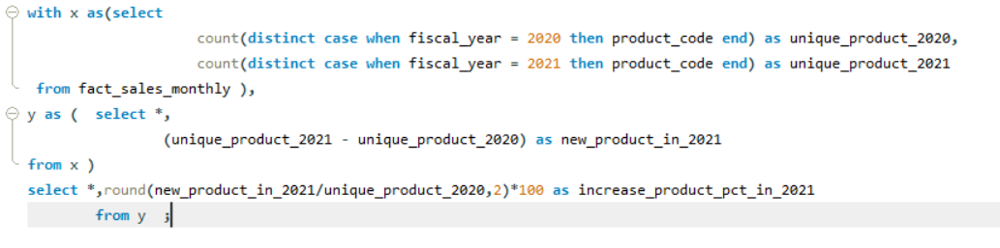 with x as(select
count(distinct case when fiscal_year = 2020 then product_code end) as unique_product_2020,
count(distinct case when fiscal_year = 2021 then product_code end) as unique_product_2021
from fact_sales_monthly ),
y as (  select *,
(unique_product_2021 - unique_product_2020) as new_product_in_2021
from x )
select *,round(new_product_in_2021/unique_product_2020,2)*100 as increase_product_pct_in_2021
from y  ;